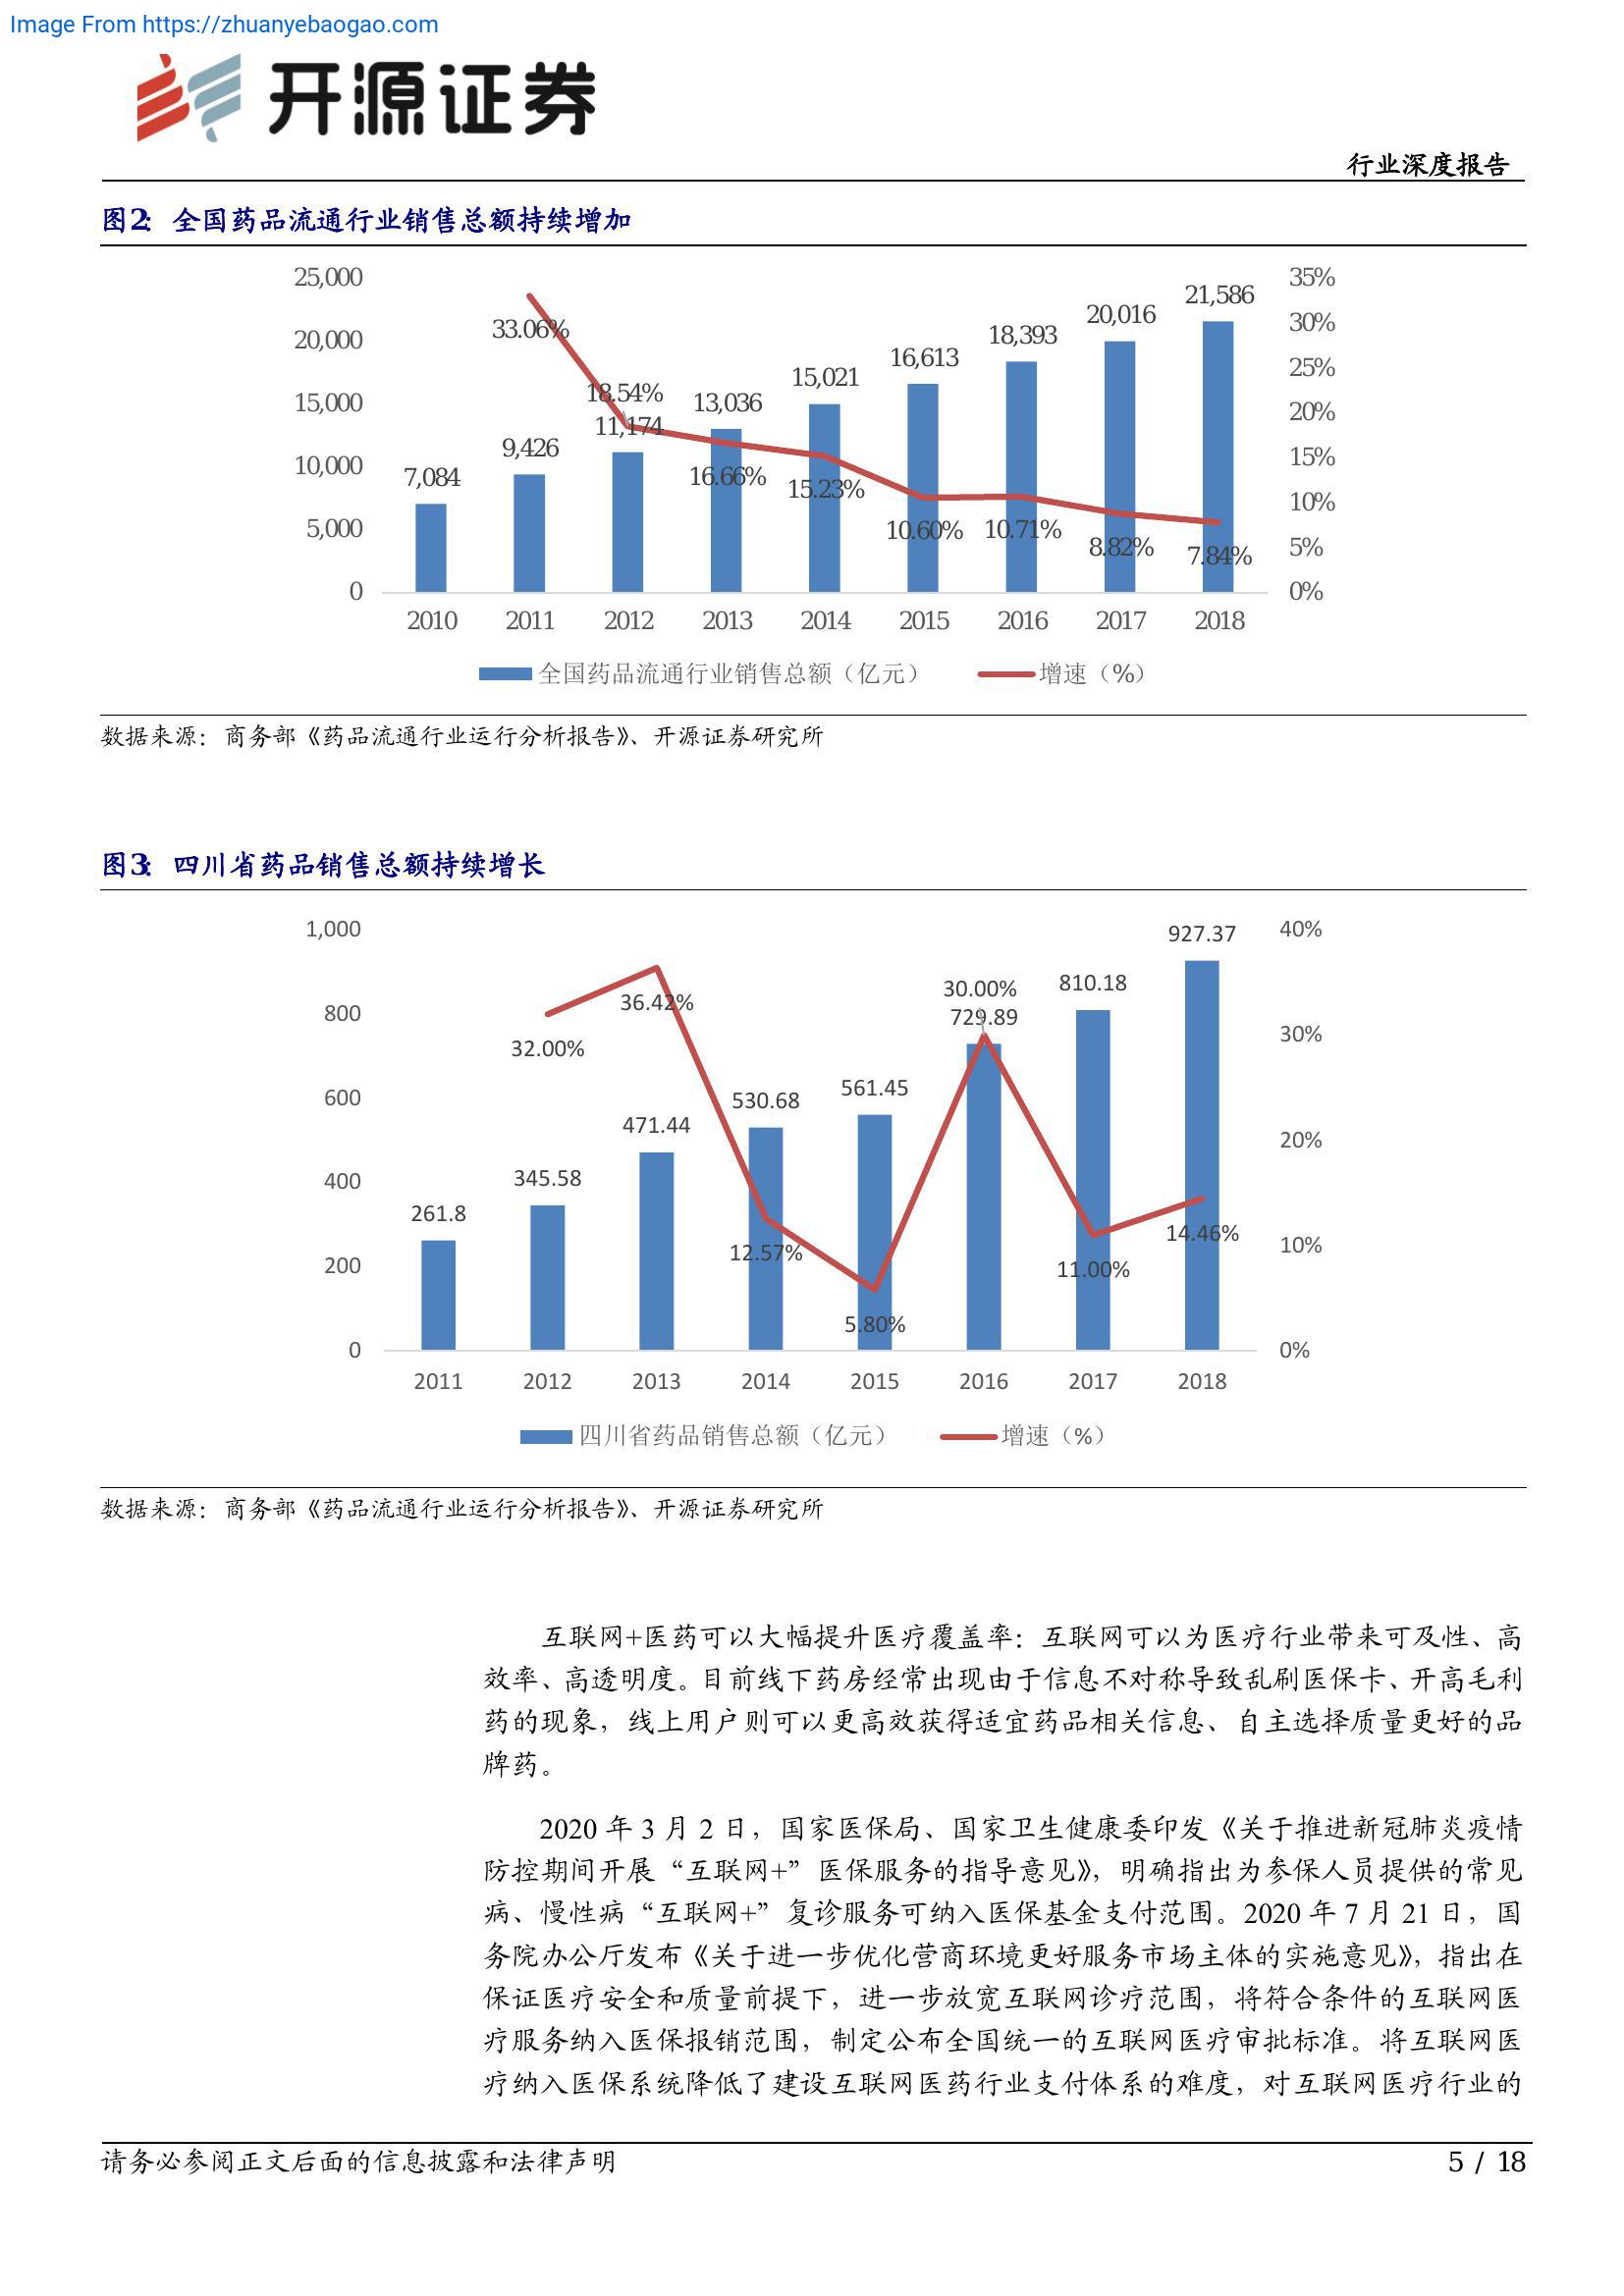 Image From https://zhuanyebaogao.com
开源证券
行业深度报告
图2：全国药品流通行业销售总额持续增加
25,000
20,000
15,000
10,000
5,000
0
35%
30%
25%
20%
15%
10%
5%
0%
7,084
9,426
11,174
13,036
15,021
16,613
18,393
20,016
21,586
33.06%
18.54%
16.66%
15.23%
10.60%
10.71%
8.82%
7.84%
2010 2011 2012 2013 2014 2015 2016 2017 2018
全国药品流通行业销售总额（亿元） 增速（%）
数据来源：商务部《药品流通行业运行分析报告》、开源证券研究所
图3：四川省药品销售总额持续增长
1,000
800
600
400
200
0
40%
30%
20%
10%
0%
261.8
345.58
471.44
530.68
561.45
729.89
810.18
927.37
32.00%
36.42%
12.57%
5.80%
30.00%
11.00%
14.46%
2011 2012 2013 2014 2015 2016 2017 2018
四川省药品销售总额（亿元） 增速（%）
数据来源：商务部《药品流通行业运行分析报告》、开源证券研究所
互联网+医药可以大幅提升医疗覆盖率：互联网可以为医疗行业带来可及性、高
效率、高透明度。目前线下药房经常出现由于信息不对称导致乱刷医保卡、开高毛利
药的现象，线上用户则可以更高效获得适宜药品相关信息、自主选择质量更好的品
牌药。
2020 年 3 月 2 日，国家医保局、国家卫生健康委印发《关于推进新冠肺炎疫情
防控期间开展“互联网+”医保服务的指导意见》，明确指出为参保人员提供的常见
病、慢性病“互联网+”复诊服务可纳入医保基金支付范围。2020 年 7 月 21 日，国
务院办公厅发布《关于进一步优化营商环境更好服务市场主体的实施意见》，指出在
保证医疗安全和质量前提下，进一步放宽互联网诊疗范围，将符合条件的互联网医
疗服务纳入医保报销范围，制定公布全国统一的互联网医疗审批标准。将互联网医
疗纳入医保系统降低了建设互联网医药行业支付体系的难度，对互联网医疗行业的
请务必参阅正文后面的信息披露和法律声明
5 / 18